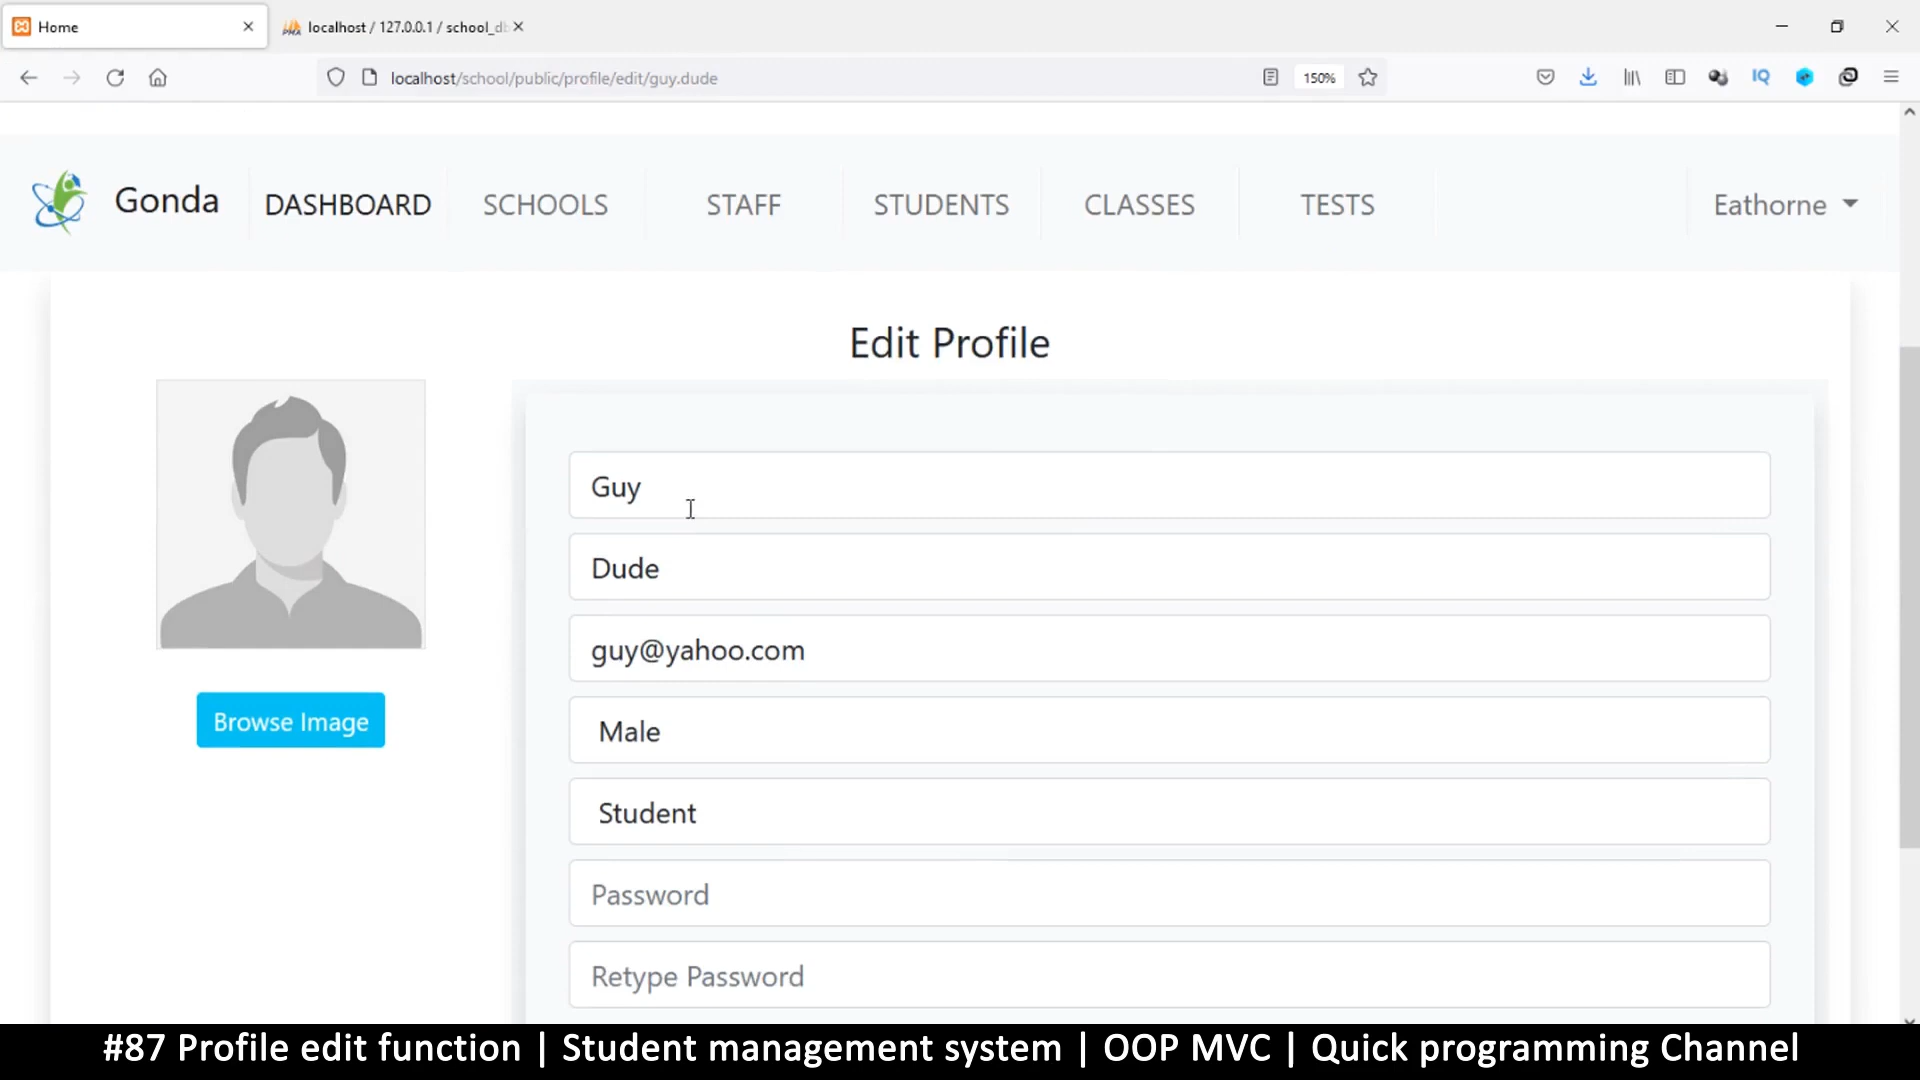 Home
localhost / 127.0.0.1 / school_db
localhost/school/public/profile/edit/guy.dude
150%
IQ
Gonda
DASHBOARD
SCHOOLS
STAFF
STUDENTS
CLASSES
TESTS
Eathorne
Edit Profile
Guy
Dude
guy@yahoo.com
Male
Browse Image
Student
Password
Retype Password
#87 Profile edit function | Student management system | OOP MVC | Quick programming Channel